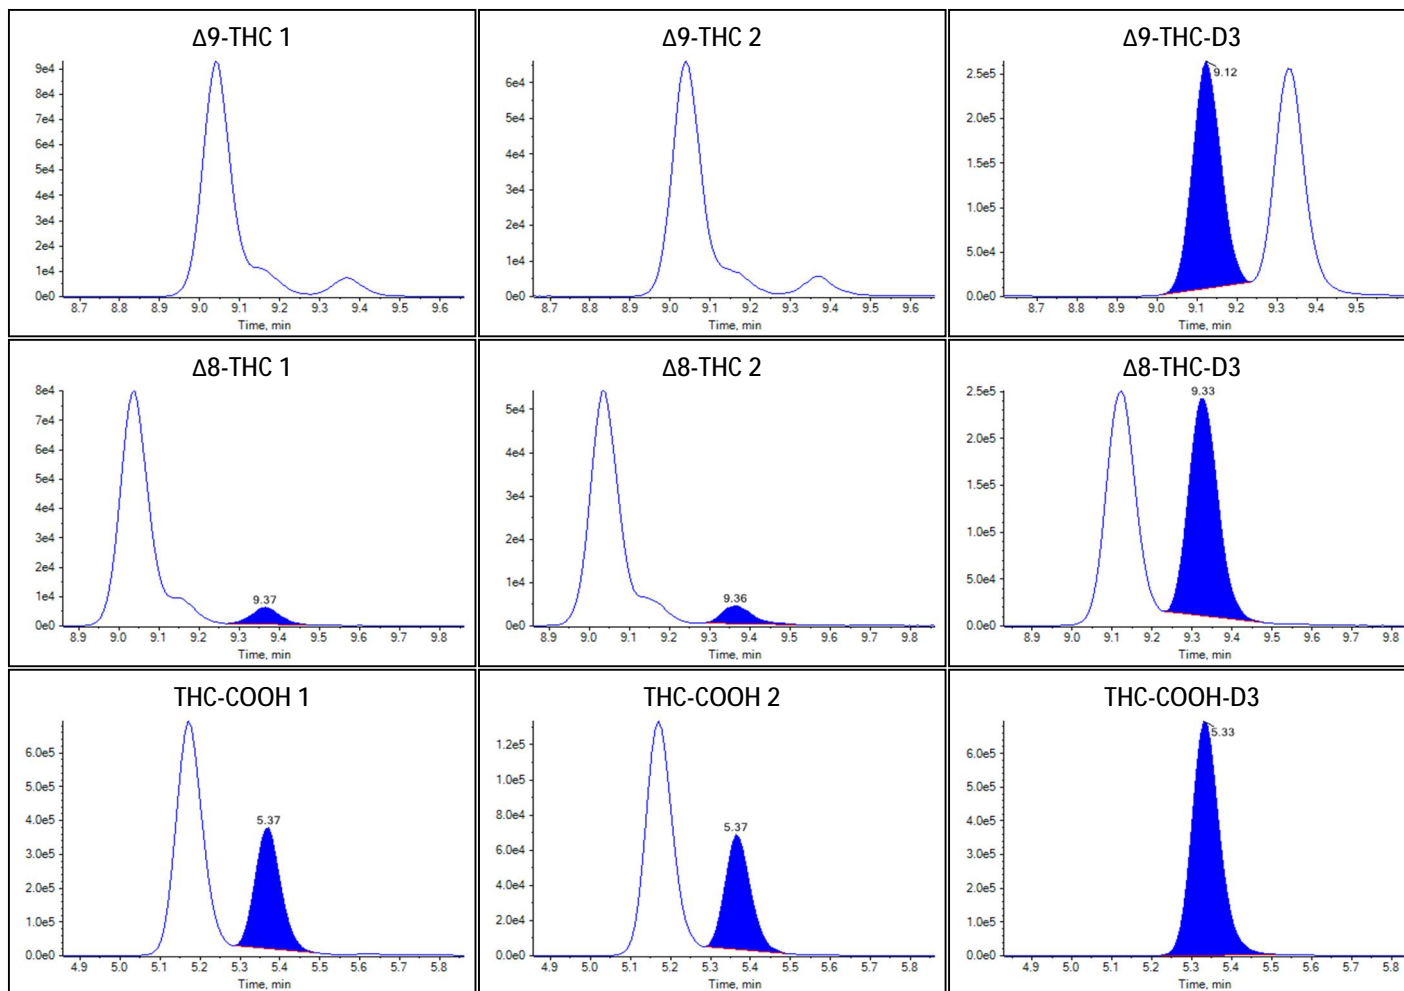 Δ9-THC 1
9e4
8e4
7e4
6e4
5e4
4e4
3e4
2e4
1e4
0e0
8.7 8.8 8.9 9.0 9.1 9.2 9.3 9.4 9.5 9.6
Time, min
Δ9-THC 2
6e4
5e4
4e4
3e4
2e4
1e4
0e0
8.7 8.8 8.9 9.0 9.1 9.2 9.3 9.4 9.5 9.6
Time, min
Δ9-THC-D3
9.12
2.5e5
2.0e5
1.5e5
1.0e5
5.0e4
0.0e0
8.7 8.8 8.9 9.0 9.1 9.2 9.3 9.4 9.5
Time, min
Δ8-THC 1
8e4
7e4
6e4
5e4
4e4
3e4
2e4
1e4
0e0
9.37
8.9 9.0 9.1 9.2 9.3 9.4 9.5 9.6 9.7 9.8
Time, min
Δ8-THC 2
5e4
4e4
3e4
2e4
1e4
0e0
9.36
8.9 9.0 9.1 9.2 9.3 9.4 9.5 9.6 9.7 9.8
Time, min
Δ8-THC-D3
9.33
2.5e5
2.0e5
1.5e5
1.0e5
5.0e4
0.0e0
8.9 9.0 9.1 9.2 9.3 9.4 9.5 9.6 9.7 9.8
Time, min
THC-COOH 1
6.0e5
5.0e5
4.0e5
3.0e5
2.0e5
1.0e5
0.0e0
5.37
4.9 5.0 5.1 5.2 5.3 5.4 5.5 5.6 5.7 5.8
Time, min
THC-COOH 2
1.2e5
1.0e5
8.0e4
6.0e4
4.0e4
2.0e4
0.0e0
5.37
4.9 5.0 5.1 5.2 5.3 5.4 5.5 5.6 5.7 5.8
Time, min
THC-COOH-D3
5.33
6.0e5
5.0e5
4.0e5
3.0e5
2.0e5
1.0e5
0.0e0
4.9 5.0 5.1 5.2 5.3 5.4 5.5 5.6 5.7 5.8
Time, min